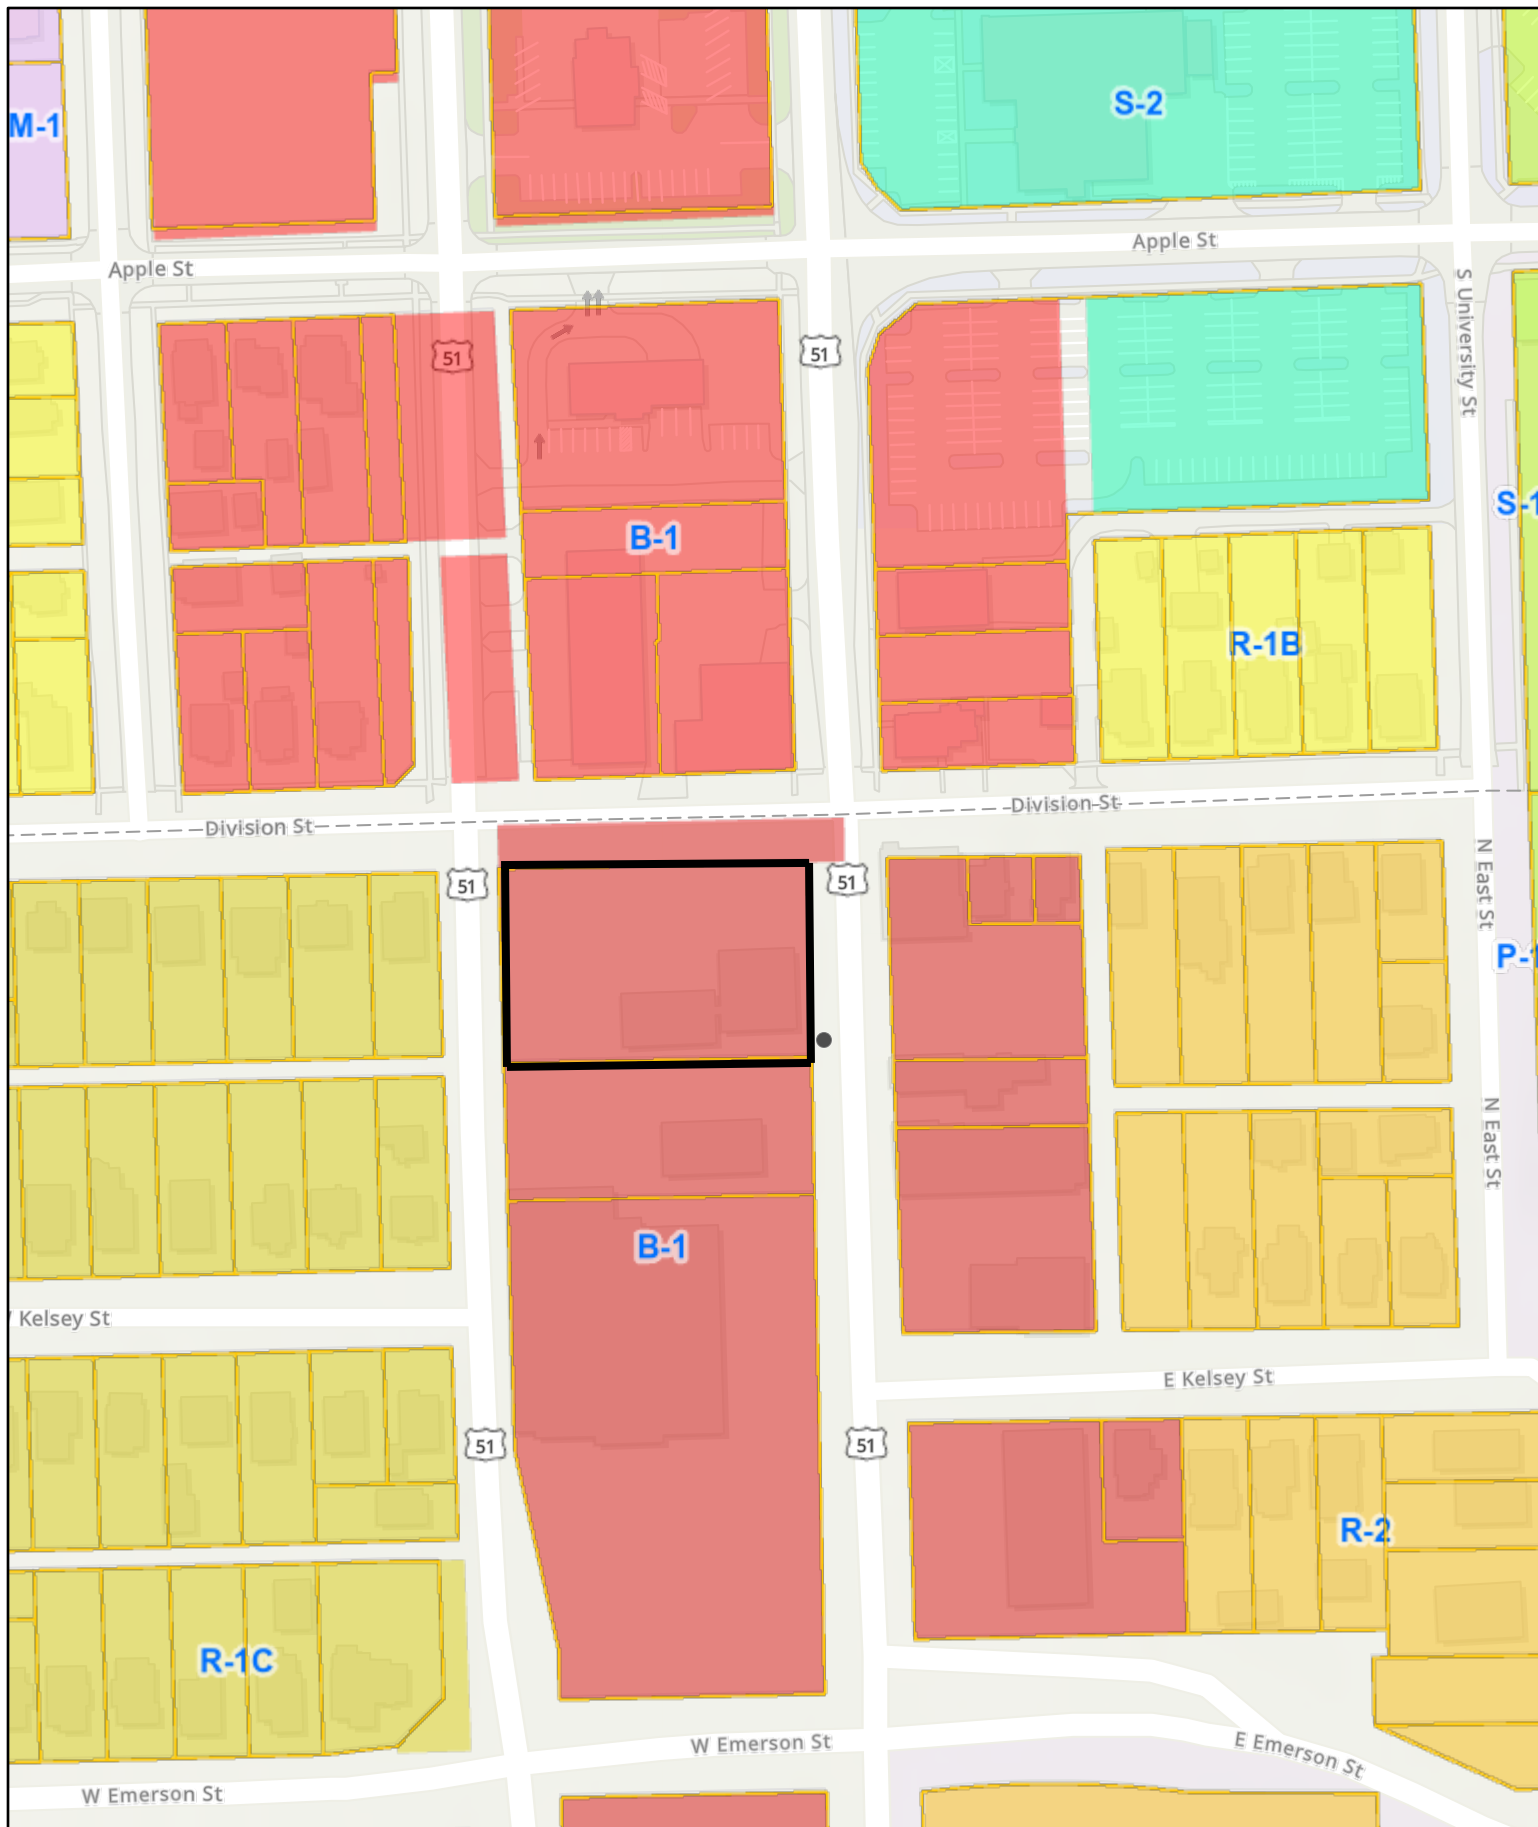 S-2
M-1
Apple St
Apple St
S University St
51
51
S-1
B-1
R-1B
Division St
Division St
51
51
N East St
P-1
N East St
B-1
Kelsey St
E Kelsey St
51
51
R-2
R-1C
W Emerson St
E Emerson St
W Emerson St